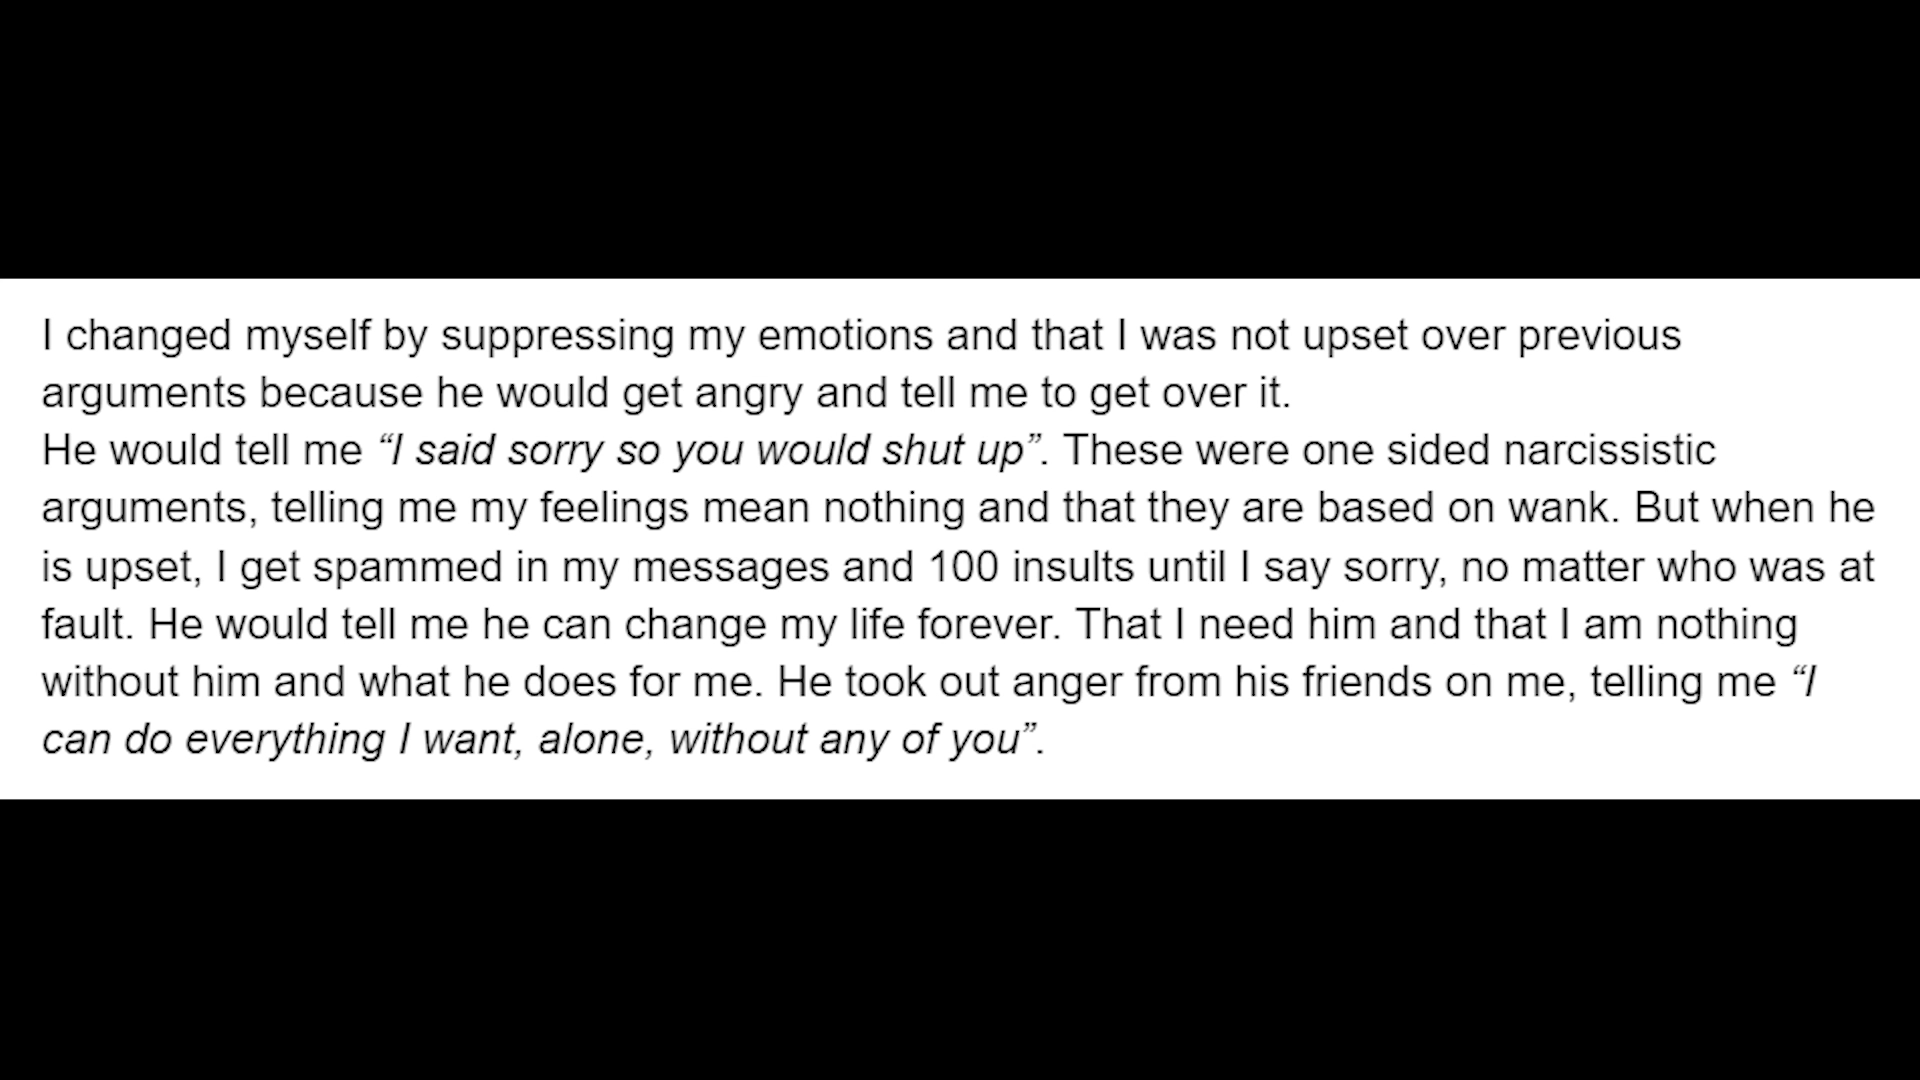 I changed myself by suppressing my emotions and that I was not upset over previous
arguments because he would get angry and tell me to get over it.
He would tell me “I said sorry so you would shut up”. These were one sided narcissistic
arguments, telling me my feelings mean nothing and that they are based on wank. But when he
is upset, I get spammed in my messages and 100 insults until I say sorry, no matter who was at
fault. He would tell me he can change my life forever. That I need him and that I am nothing
without him and what he does for me. He took out anger from his friends on me, telling me “I
can do everything I want, alone, without any of you”.